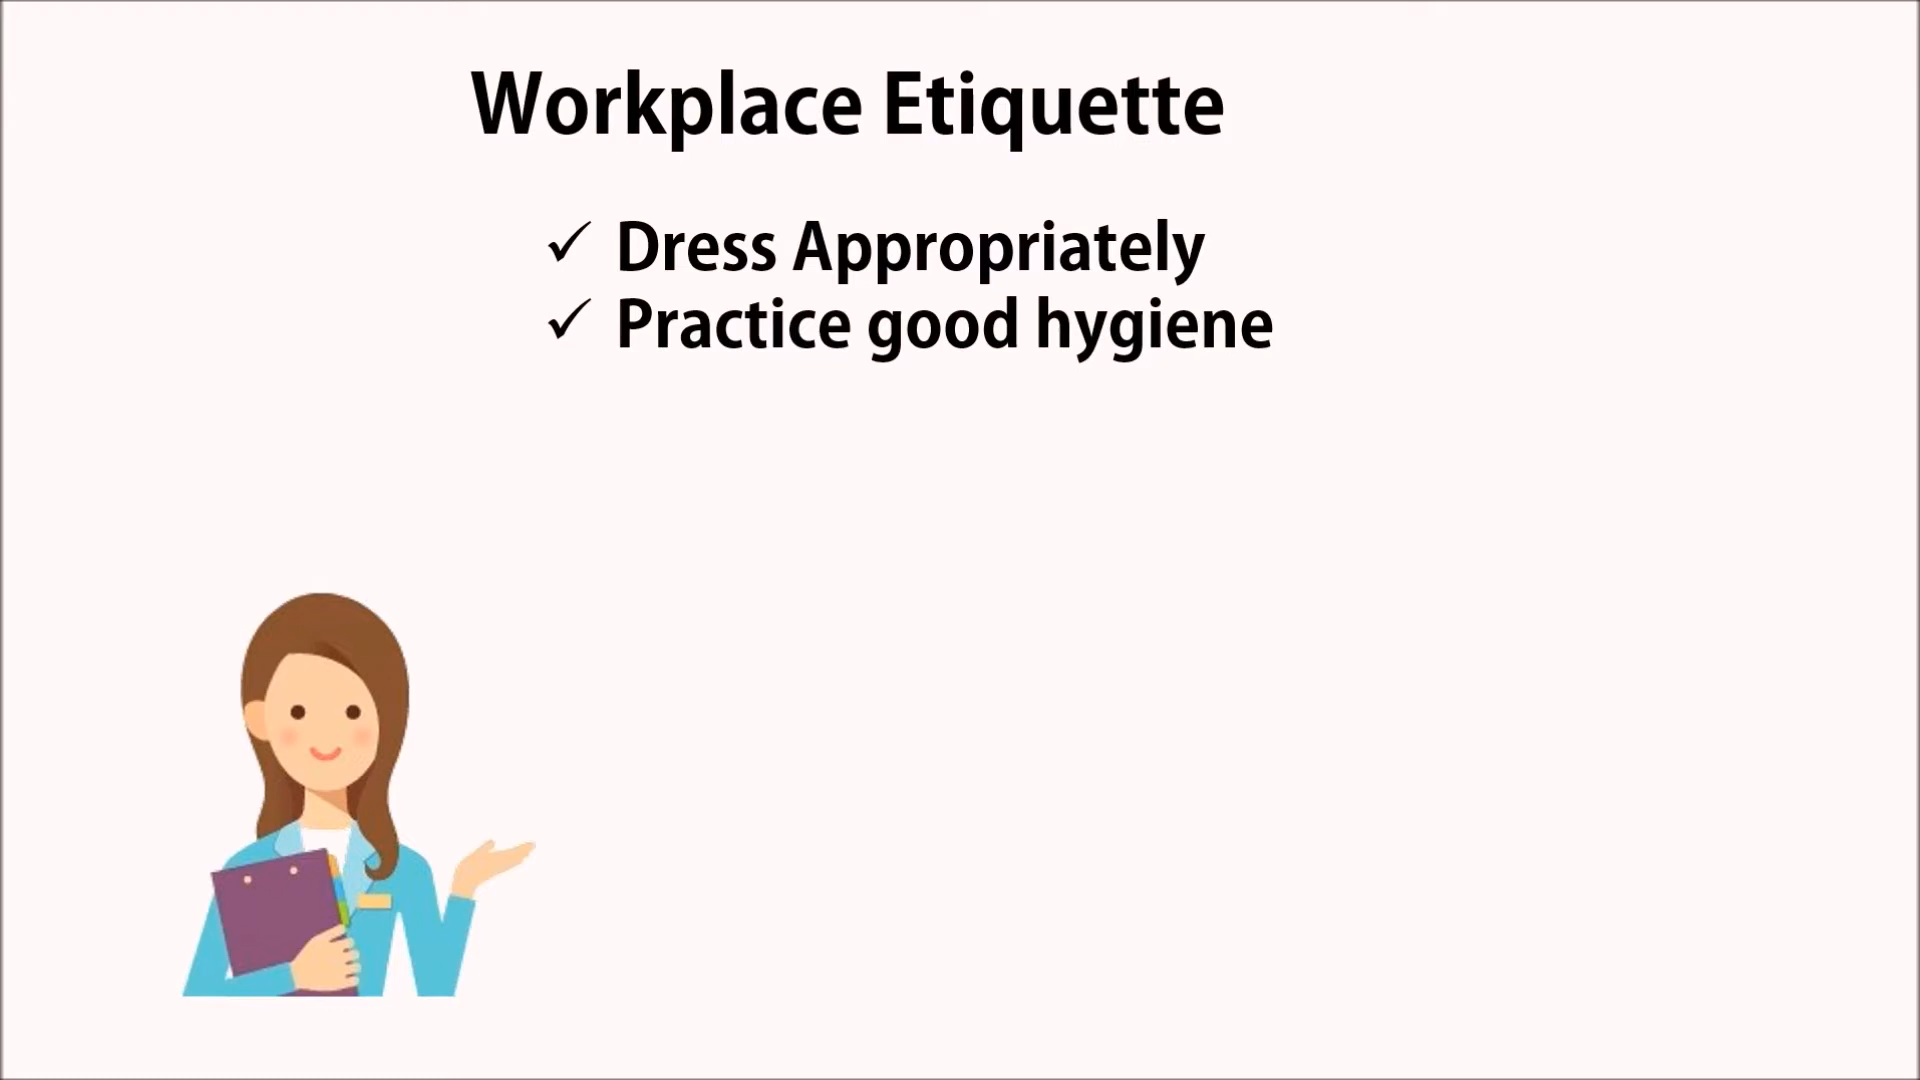 Workplace Etiquette
✓ Dress Appropriately
✓ Practice good hygiene